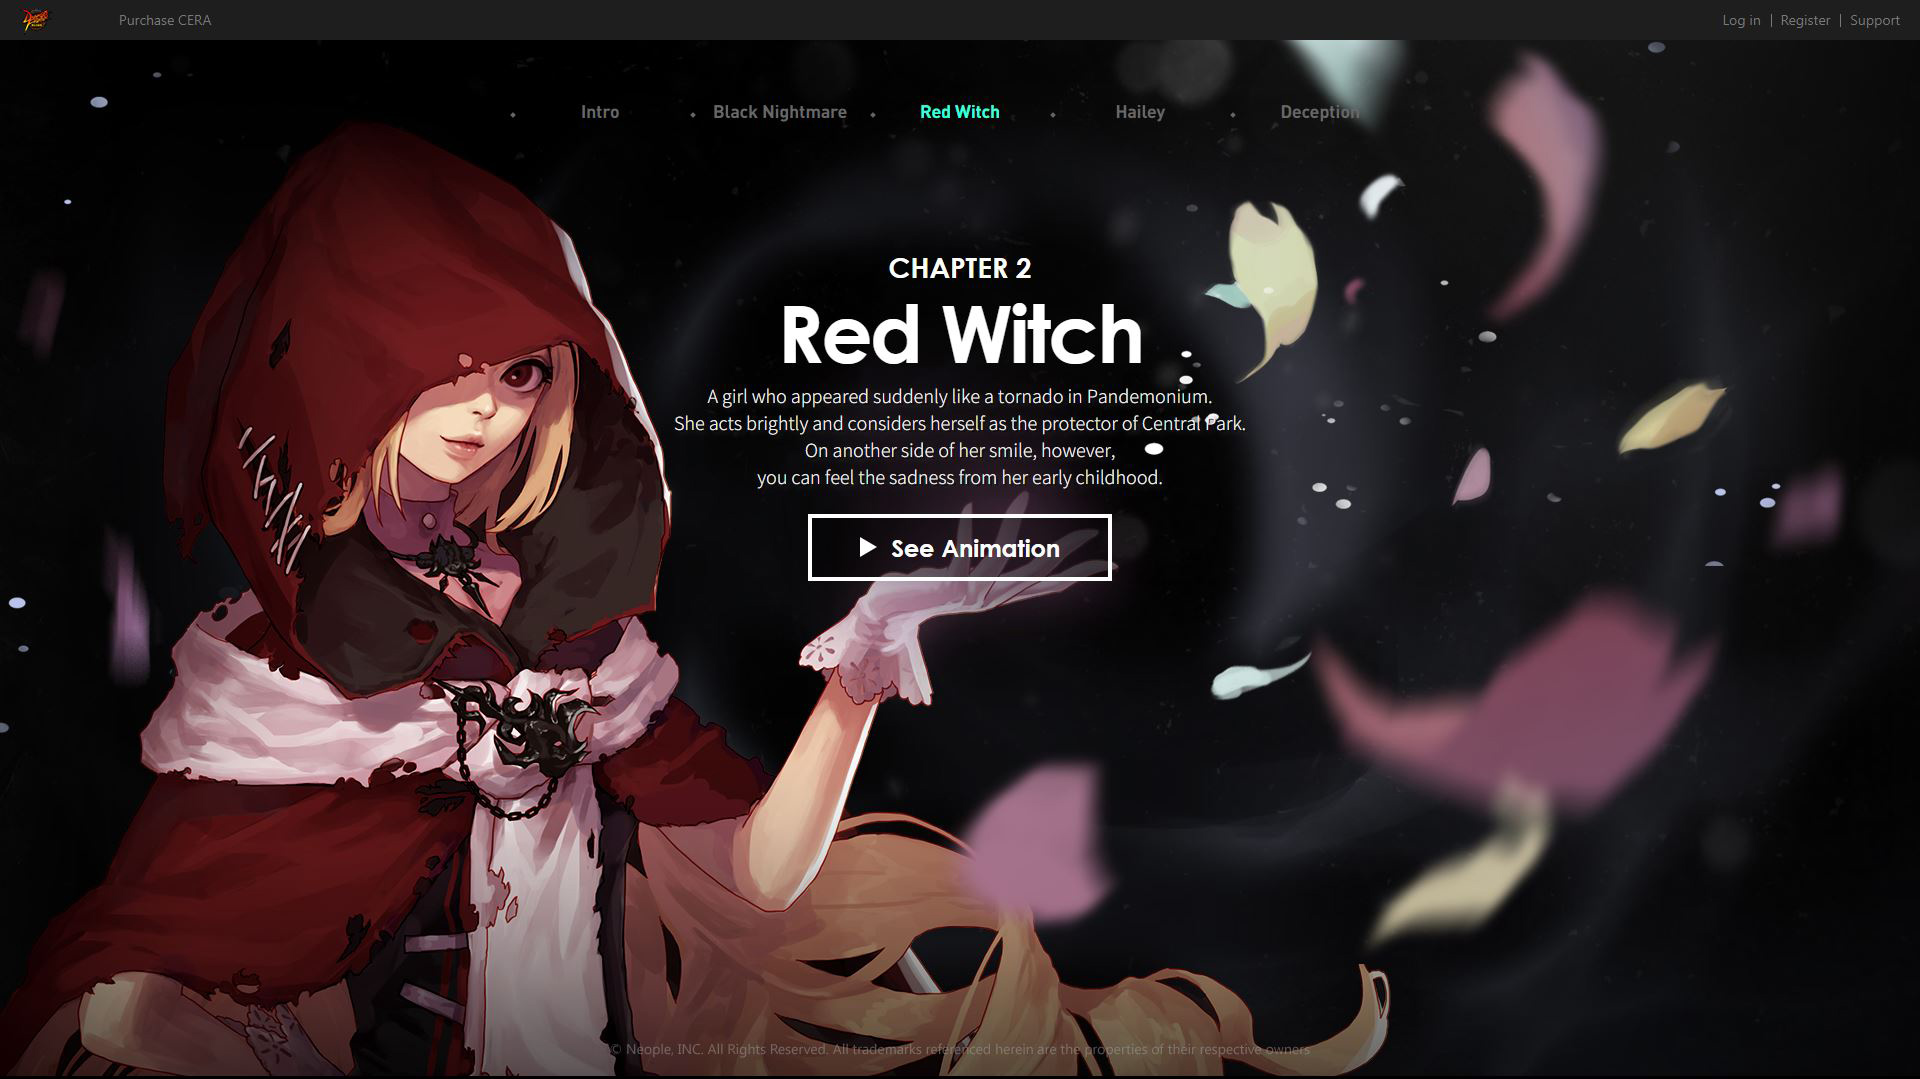 Purchase CERA
Log in | Register | Support
Intro
Black Nightmare
Red Witch
Hailey
Deception
CHAPTER 2
Red Witch
A girl who appeared suddenly like a tornado in Pandemonium.
She acts brightly and considers herself as the protector of Central Park.
On another side of her smile, however,
you can feel the sadness from her early childhood.
See Animation
© Neople, INC. All Rights Reserved. All trademarks referenced herein are the properties of their respective owners